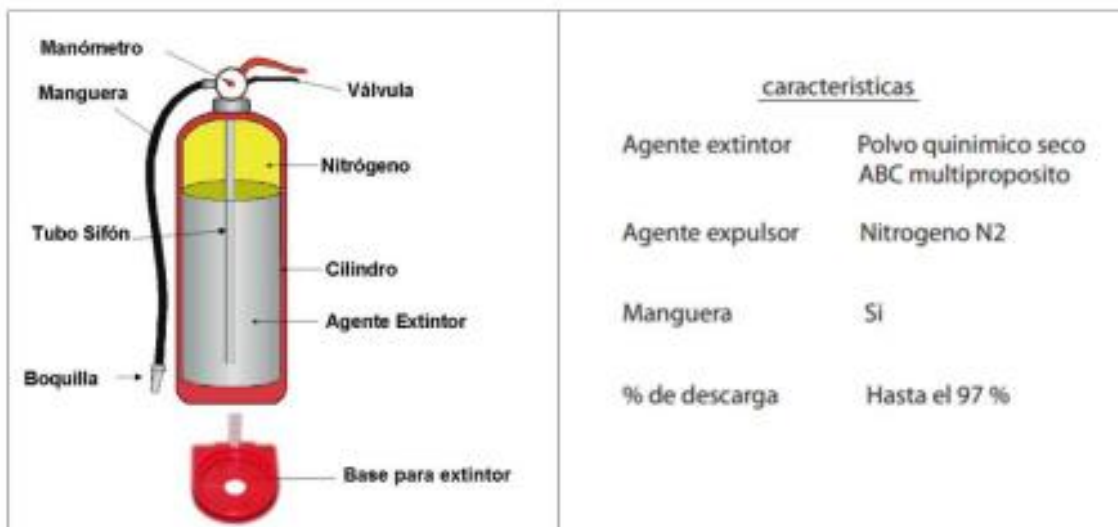 Manómetro
Manguera
Válvula
Nitrógeno
Tubo Sifón
Cilindro
Agente Extintor
Boquilla
Base para extintor
caracteristicas
Agente extintor Polvo quinimico seco
ABC multiproposito
Agente expulsor Nitrogeno N2
Manguera Si
% de descarga Hasta el 97 %